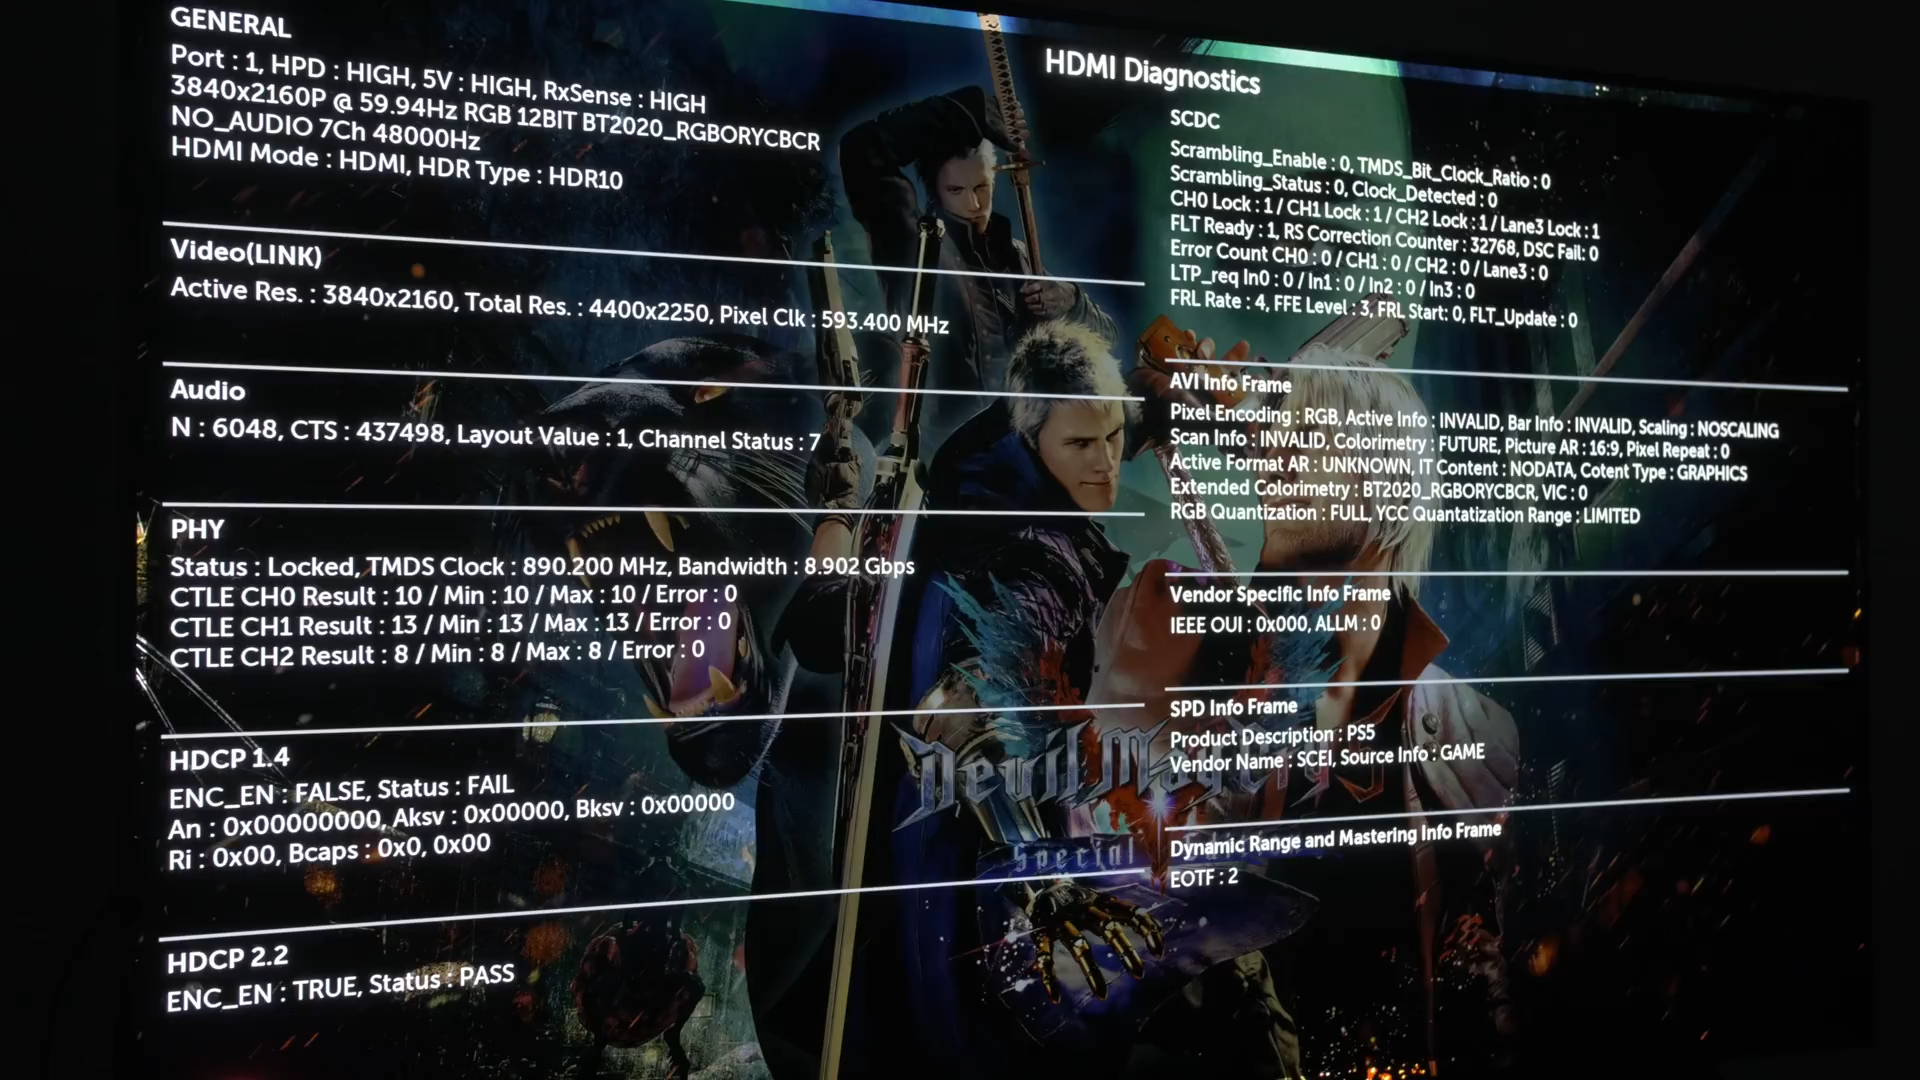 GENERAL
Port : 1, HPD : HIGH, 5V : HIGH, RxSense : HIGH
3840x2160P @ 59.94Hz RGB 12BIT BT2020_RGBORYCBCR
NO_AUDIO 7Ch 48000Hz
HDMI Mode : HDMI, HDR Type : HDR10
Video(LINK)
Active Res. : 3840x2160, Total Res. : 4400x2250, Pixel Clk : 593.400 MHz
Audio
N : 6048, CTS : 437498, Layout Value : 1, Channel Status : 7
PHY
Status : Locked, TMDS Clock : 890.200 MHz, Bandwidth : 8.902 Gbps
CTLE CH0 Result : 10 / Min : 10 / Max : 10 / Error : 0
CTLE CH1 Result : 13 / Min : 13 / Max : 13 / Error : 0
CTLE CH2 Result : 8 / Min : 8 / Max : 8 / Error : 0
HDCP 1.4
ENC_EN : FALSE, Status : FAIL
An : 0x00000000, Aksv : 0x00000, Bksv : 0x00000
Ri : 0x00, Bcaps : 0x0, 0x00
HDCP 2.2
ENC_EN : TRUE, Status : PASS
HDMI Diagnostics
SCDC
Scrambling_Enable : 0, TMDS_Bit_Clock_Ratio : 0
Scrambling_Status : 0, Clock_Detected : 0
CH0 Lock : 1 / CH1 Lock : 1 / CH2 Lock : 1 / Lane3 Lock : 1
FLT Ready : 1, RS Correction Counter : 32768, DSC Fail: 0
Error Count CH0 : 0 / CH1 : 0 / CH2 : 0 / Lane3 : 0
LTP_req In0 : 0 / In1 : 0 / In2 : 0 / In3 : 0
FRL Rate : 4, FFE Level : 3, FRL Start: 0, FLT_Update : 0
AVI Info Frame
Pixel Encoding : RGB, Active Info : INVALID, Bar Info : INVALID, Scaling : NOSCALING
Scan Info : INVALID, Colorimetry : FUTURE, Picture AR : 16:9, Pixel Repeat : 0
Active Format AR : UNKNOWN, IT Content : NODATA, Cotent Type : GRAPHICS
Extended Colorimetry : BT2020_RGBORYCBCR, VIC : 0
RGB Quantization : FULL, YCC Quantatization Range : LIMITED
Vendor Specific Info Frame
IEEE OUI : 0x000, ALLM : 0
SPD Info Frame
Product Description : PS5
Vendor Name : SCEI, Source Info : GAME
Dynamic Range and Mastering Info Frame
EOTF : 2
Devil May Cry 5
Special